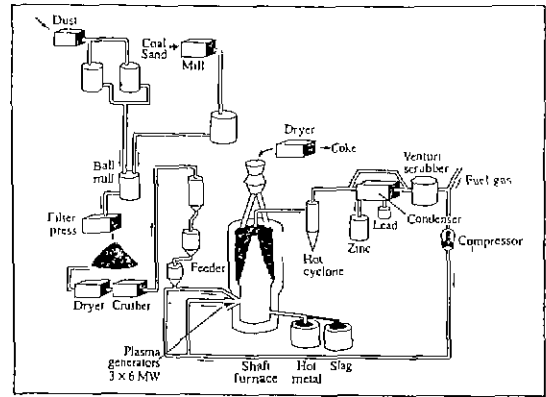 Dust
Coal
Sand
Mill
Dryer
Coke
Venturi
scrubber
Fuel gas
Ball
mill
Filter
press
Condenser
Lead
Zinc
Compressor
Hot
cyclone
Feeder
Dryer
Crusher
Plasma
generators
3 × 6 MW
Shaft
furnace
Hot
metal
Slag